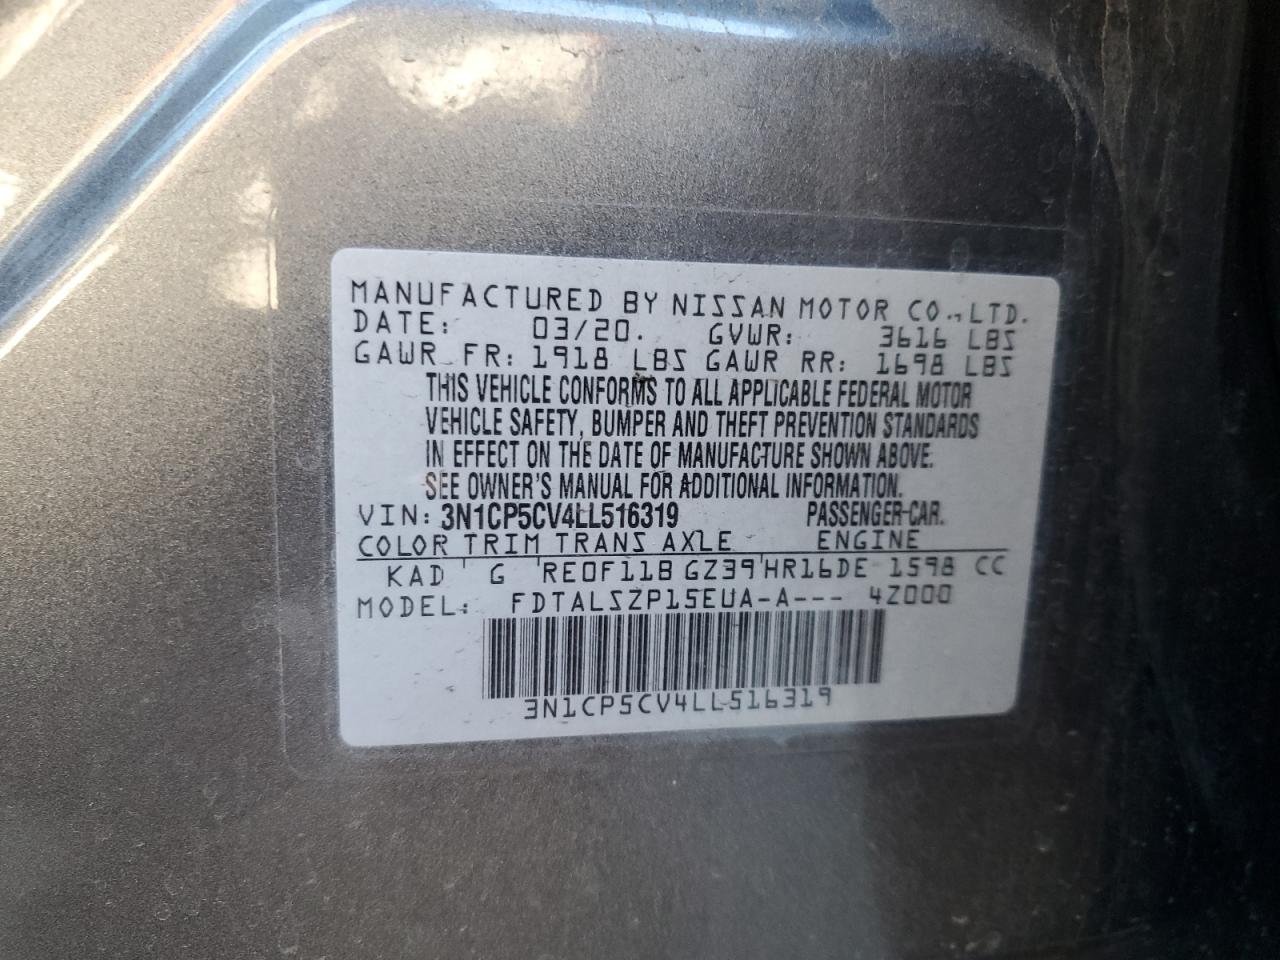 MANUFACTURED BY NISSAN MOTOR CO.,LTD.
DATE: 03/20. GVWR: 3616 LBS
GAWR FR: 1918 LBS GAWR RR: 1698 LBS
THIS VEHICLE CONFORMS TO ALL APPLICABLE FEDERAL MOTOR
VEHICLE SAFETY, BUMPER AND THEFT PREVENTION STANDARDS
IN EFFECT ON THE DATE OF MANUFACTURE SHOWN ABOVE.
SEE OWNER'S MANUAL FOR ADDITIONAL INFORMATION.
VIN: 3N1CP5CV4LL516319 PASSENGER-CAR.
COLOR TRIM TRANS AXLE ENGINE
KAD ' G ' RE0F11B GZ39 ' HR16DE 1598 CC
MODEL: FDTALSZP15EUA-A--- 4Z000
3N1CP5CV4LL516319